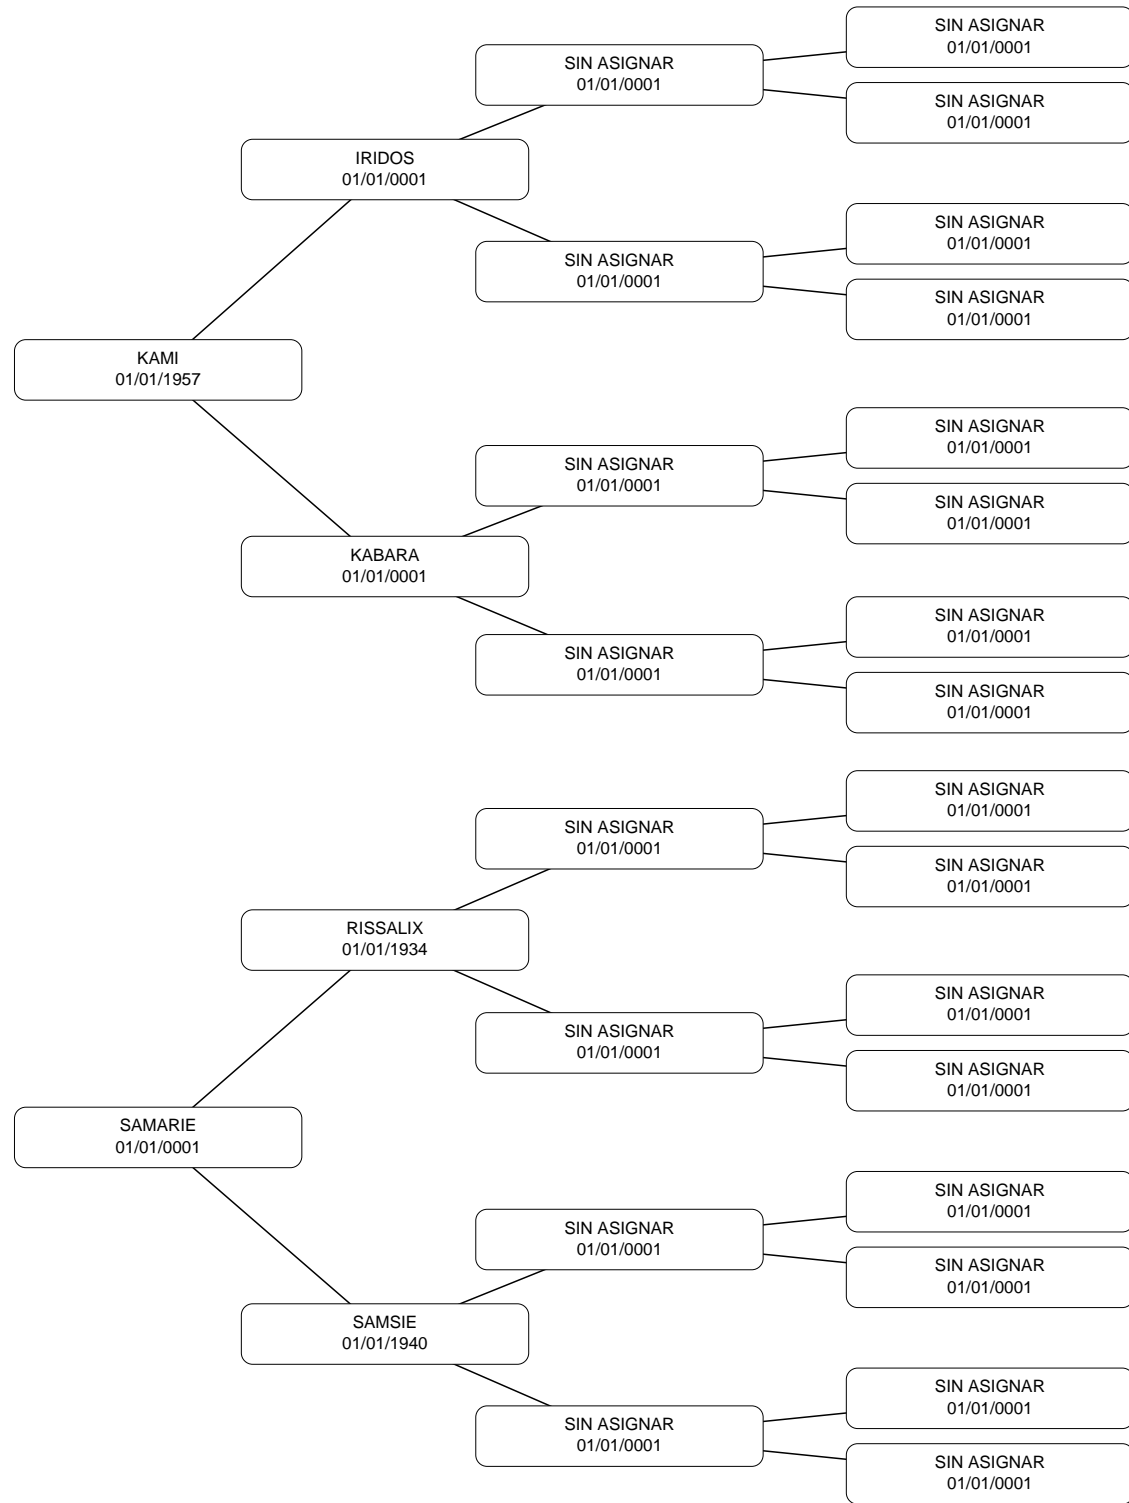 SIN ASIGNAR
01/01/0001
SIN ASIGNAR
01/01/0001
SIN ASIGNAR
01/01/0001
IRIDOS
01/01/0001
SIN ASIGNAR
01/01/0001
SIN ASIGNAR
01/01/0001
SIN ASIGNAR
01/01/0001
KAMI
01/01/1957
SIN ASIGNAR
01/01/0001
SIN ASIGNAR
01/01/0001
SIN ASIGNAR
01/01/0001
KABARA
01/01/0001
SIN ASIGNAR
01/01/0001
SIN ASIGNAR
01/01/0001
SIN ASIGNAR
01/01/0001
SIN ASIGNAR
01/01/0001
SIN ASIGNAR
01/01/0001
SIN ASIGNAR
01/01/0001
RISSALIX
01/01/1934
SIN ASIGNAR
01/01/0001
SIN ASIGNAR
01/01/0001
SIN ASIGNAR
01/01/0001
SAMARIE
01/01/0001
SIN ASIGNAR
01/01/0001
SIN ASIGNAR
01/01/0001
SIN ASIGNAR
01/01/0001
SAMSIE
01/01/1940
SIN ASIGNAR
01/01/0001
SIN ASIGNAR
01/01/0001
SIN ASIGNAR
01/01/0001